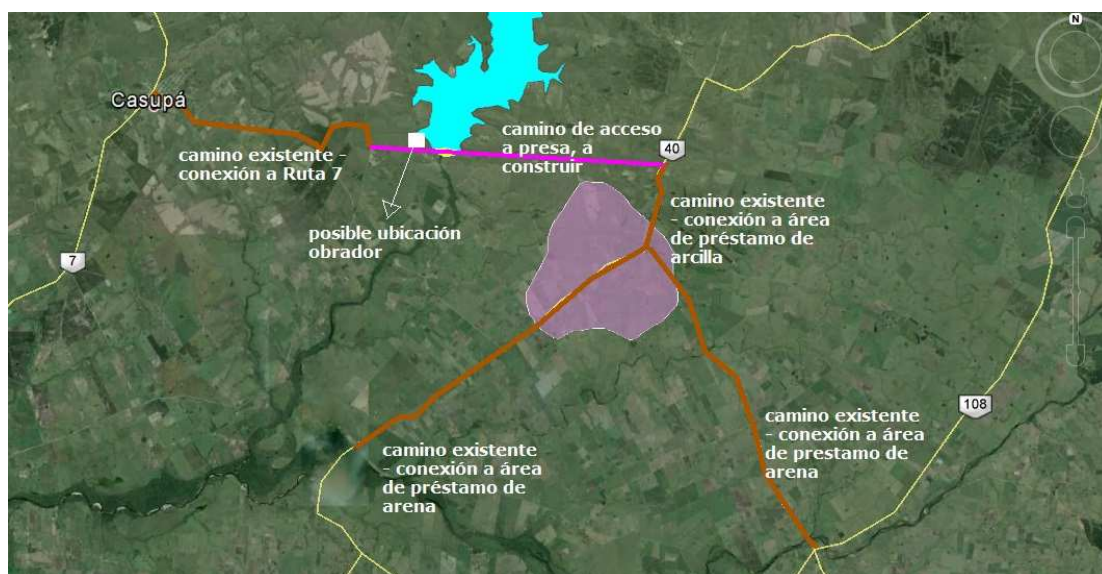 N
Casupá
camino existente -
conexión a Ruta 7
camino de acceso
a presa, a
construir
40
camino existente
- conexión a área
de préstamo de
arcilla
posible ubicación
obrador
7
108
camino existente
- conexión a área
de prestamo de
arena
camino existente
- conexión a área
de préstamo de
arena